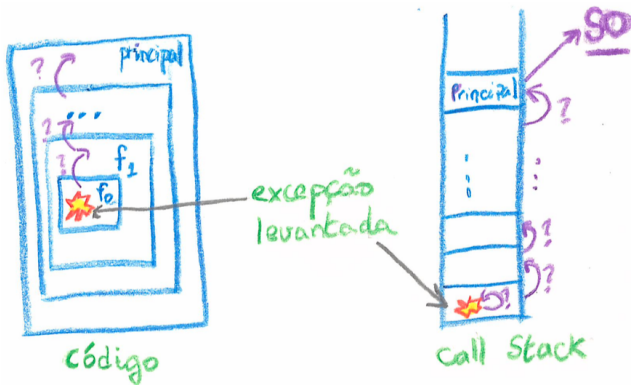 principal
?
...
?
f1
?
f0
código
excepção
levantada
SO
Principal
?
...
...
?
?
?
Call Stack